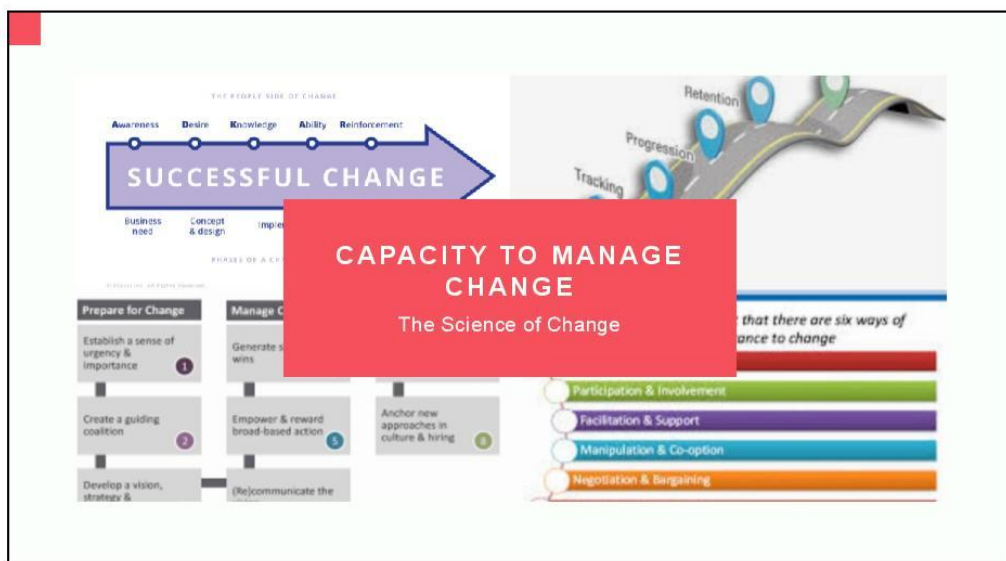 THE PEOPLE SIDE OF CHANGE
Awareness Desire Knowledge Ability Reinforcement
SUCCESSFUL CHANGE
Business
need
Concept
& design
PHASES OF A
Retention
Progression
Tracking
CAPACITY TO MANAGE
CHANGE
The Science of Change
Prepare for Change
Establish a sense of
urgency &
importance
1
Create a guiding
coalition
2
Develop a vision,
strategy &
Manage
Generate
wins
Empower & reward
broad-based action
5
(Re)communicate the
Anchor new
approaches in
culture & hiring
8
that there are six ways of
to change
Participation & Involvement
Facilitation & Support
Manipulation & Co-option
Negotiation & Bargaining